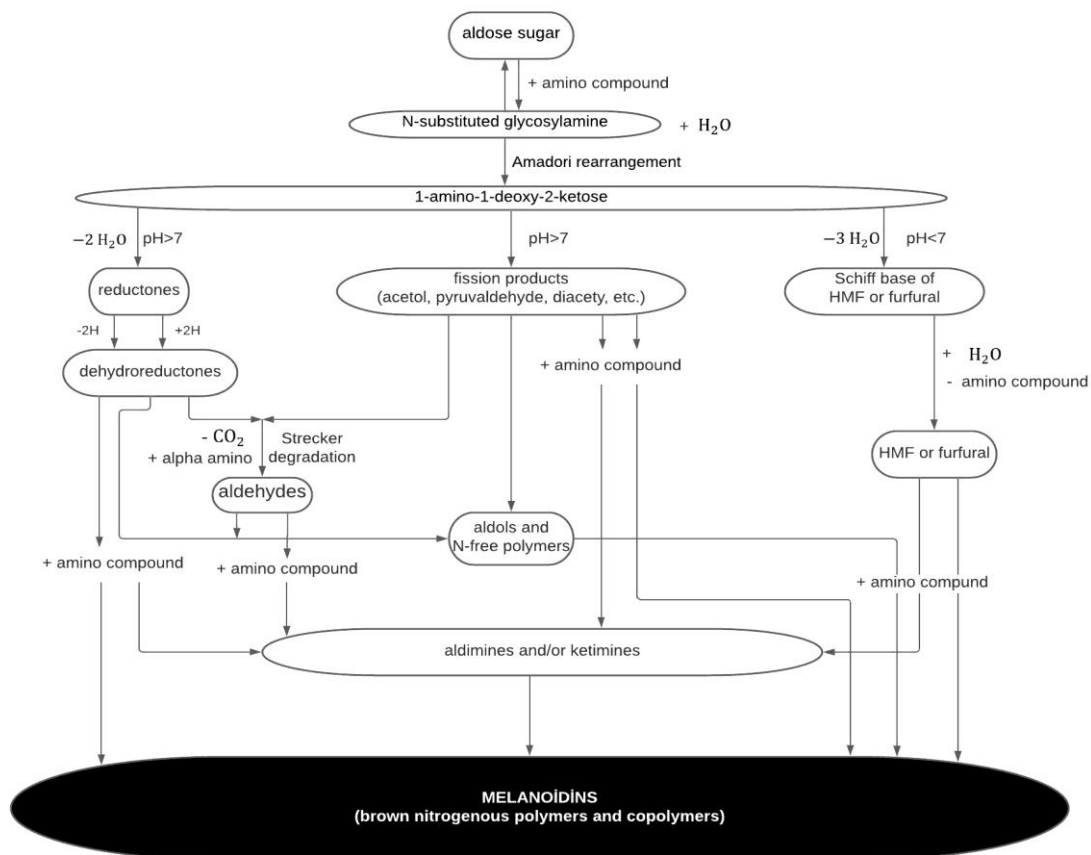 aldose sugar
+ amino compound
N-substituted glycosylamine
+ H₂O
Amadori rearrangement
1-amino-1-deoxy-2-ketose
−2 H₂O
pH>7
pH>7
−3 H₂O
pH<7
reductones
fission products
(acetol, pyruvaldehyde, diacety, etc.)
Schiff base of
HMF or furfural
-2H
+2H
dehydroreductones
+ amino compound
+ H₂O
- amino compound
- CO₂
+ alpha amino
Strecker
degradation
HMF or furfural
aldehydes
aldols and
N-free polymers
+ amino compound
+ amino compound
+ amino compund
aldimines and/or ketimines
MELANOİDİNS
(brown nitrogenous polymers and copolymers)